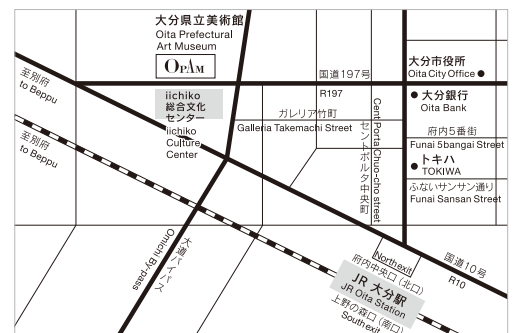 大分県立美術館
Oita Prefectural
Art Museum
OPAM
至別府
to Beppu
iichiko
総合文化
センター
iichiko
Culture
Center
至別府
to Beppu
国道197号
R197
ガレリア竹町
Galleria Takemachi Street
セントポルタ中央町
Cent Porta Chuo-cho street
大分市役所
Oita City Office
大分銀行
Oita Bank
府内5番街
Funai 5bangai Street
トキハ
TOKIWA
ふないサンサン通り
Funai Sansan Street
大道バイパス
Omichi By-pass
Northexit
府内中央口(北口)
JR 大分駅
JR Oita Station
上野の森口(南口)
South exit
国道10号
R10